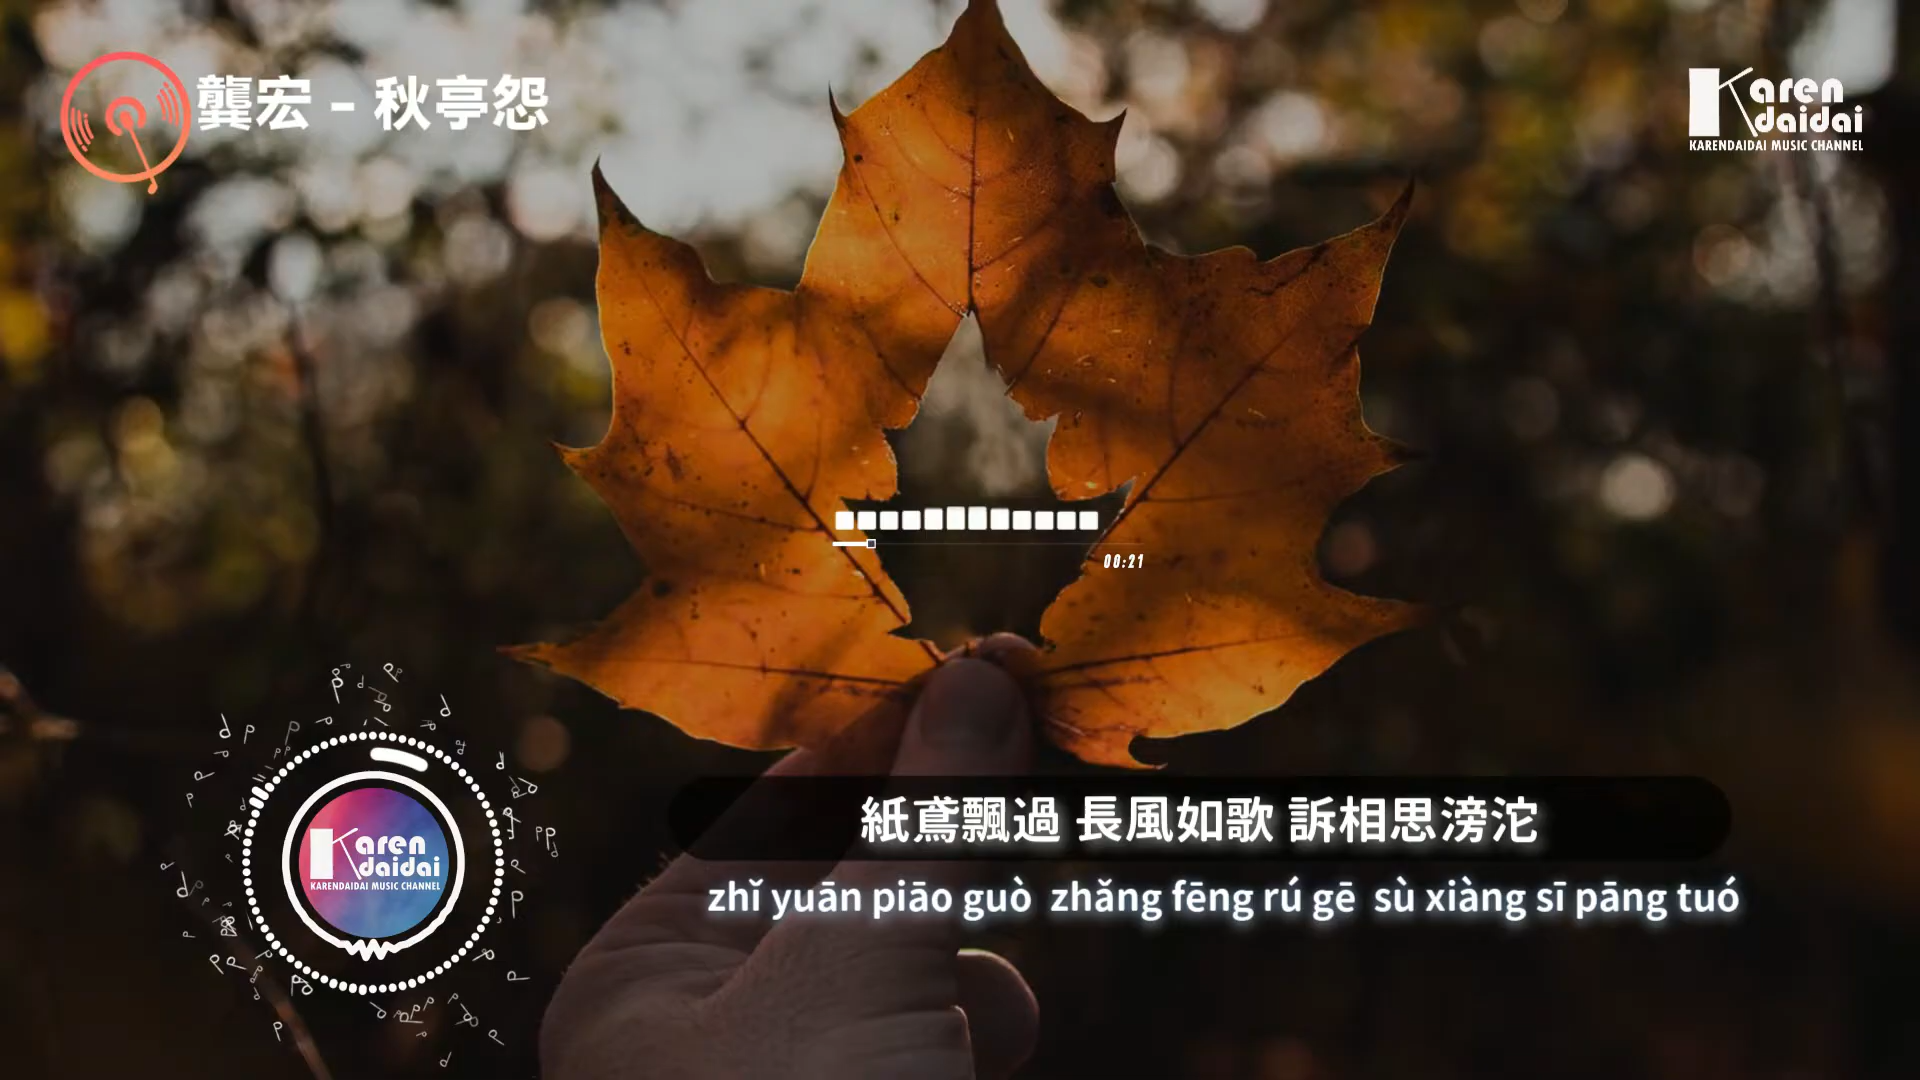 龔宏 – 秋亭怨
Karen
daidai
KARENDAIDAI MUSIC CHANNEL
00:21
紙鳶飄過 長風如歌 訴相思滂沱
zhǐ yuān piāo guò zhǎng fēng rú gē sù xiàng sī pāng tuó
Karen
daidai
KARENDAIDAI MUSIC CHANNEL